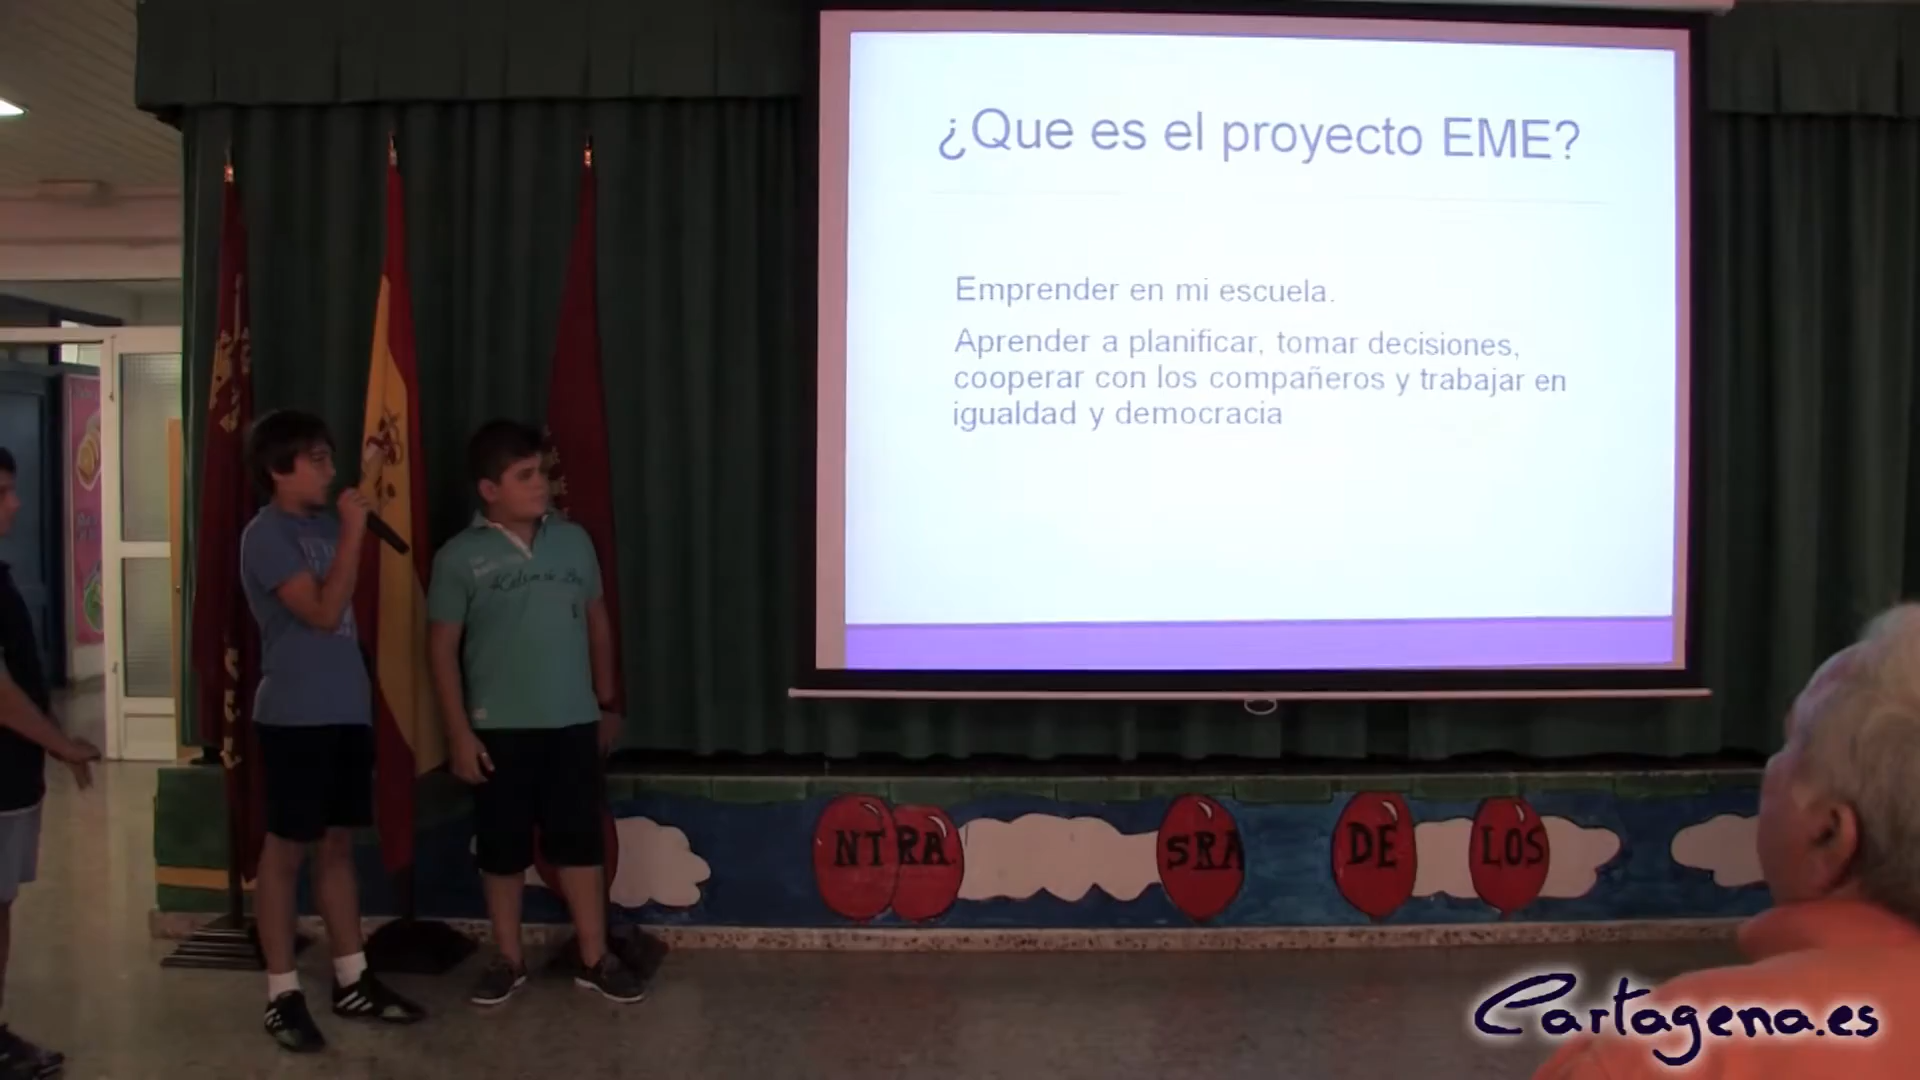 ¿Que es el proyecto EME?
Emprender en mi escuela.
Aprender a planificar, tomar decisiones,
cooperar con los compañeros y trabajar en
igualdad y democracia
NTRA SRA DE LOS
Cartagena.es